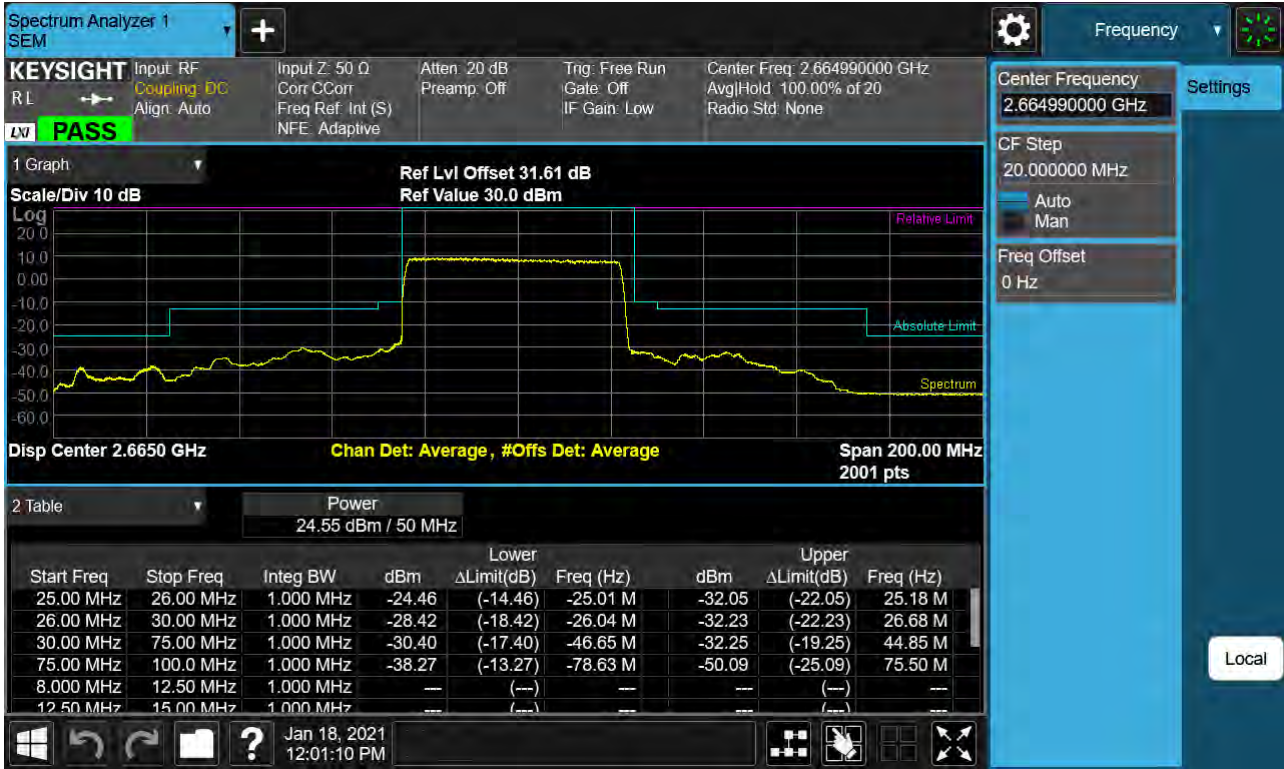 Spectrum Analyzer 1
SEM
Frequency
KEYSIGHT
RL
LXI
PASS
Input: RF
Coupling: DC
Align: Auto
Input Z: 50 Ω
Corr CCorr
Freq Ref: Int (S)
NFE: Adaptive
Atten: 20 dB
Preamp: Off
Trig: Free Run
Gate: Off
IF Gain: Low
Center Freq: 2.664990000 GHz
Avg|Hold: 100.00% of 20
Radio Std: None
Center Frequency
2.664990000 GHz
Settings
CF Step
20.000000 MHz
Auto
Man
Freq Offset
0 Hz
Local
1 Graph
Scale/Div 10 dB
Ref Lvl Offset 31.61 dB
Ref Value 30.0 dBm
Log
20.0
10.0
0.00
-10.0
-20.0
-30.0
-40.0
-50.0
-60.0
Relative Limit
Absolute Limit
Spectrum
Disp Center 2.6650 GHz
Chan Det: Average, #Offs Det: Average
Span 200.00 MHz
2001 pts
2 Table
Power
24.55 dBm / 50 MHz
Lower Upper
Start Freq Stop Freq Integ BW dBm ΔLimit(dB) Freq (Hz) dBm ΔLimit(dB) Freq (Hz)
25.00 MHz 26.00 MHz 1.000 MHz -24.46 (-14.46) -25.01 M -32.05 (-22.05) 25.18 M
26.00 MHz 30.00 MHz 1.000 MHz -28.42 (-18.42) -26.04 M -32.23 (-22.23) 26.68 M
30.00 MHz 75.00 MHz 1.000 MHz -30.40 (-17.40) -46.65 M -32.25 (-19.25) 44.85 M
75.00 MHz 100.0 MHz 1.000 MHz -38.27 (-13.27) -78.63 M -50.09 (-25.09) 75.50 M
8.000 MHz 12.50 MHz 1.000 MHz --- (---) --- --- (---) ---
12.50 MHz 15.00 MHz 1.000 MHz --- (---) --- --- (---) ---
?
Jan 18, 2021
12:01:10 PM